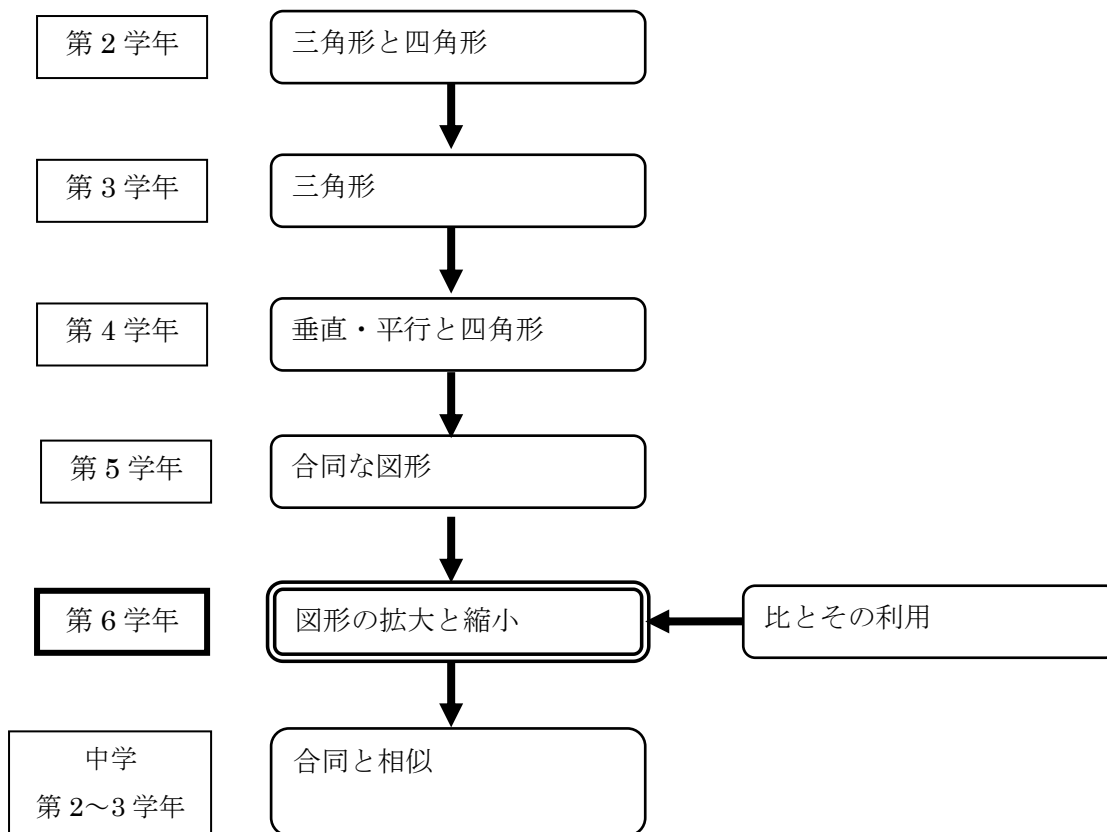 第 2 学年
三角形と四角形
第 3 学年
三角形
第 4 学年
垂直・平行と四角形
第 5 学年
合同な図形
第 6 学年
図形の拡大と縮小
比とその利用
中学
第 2～3 学年
合同と相似